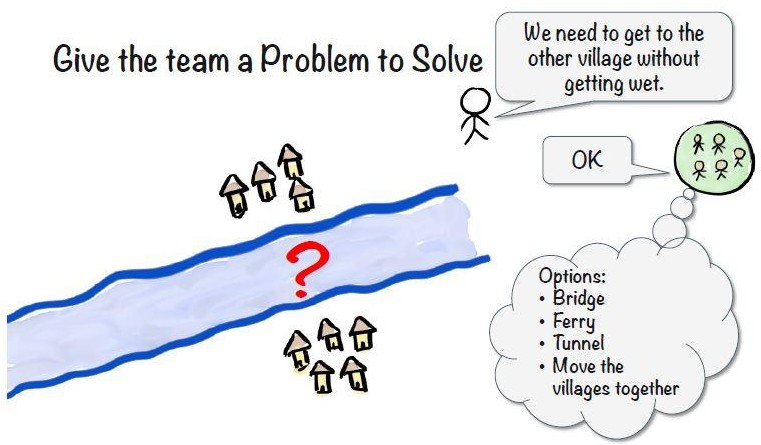 Give the team a Problem to Solve
We need to get to the
other village without
getting wet.
OK
?
Options:
• Bridge
• Ferry
• Tunnel
• Move the
villages together